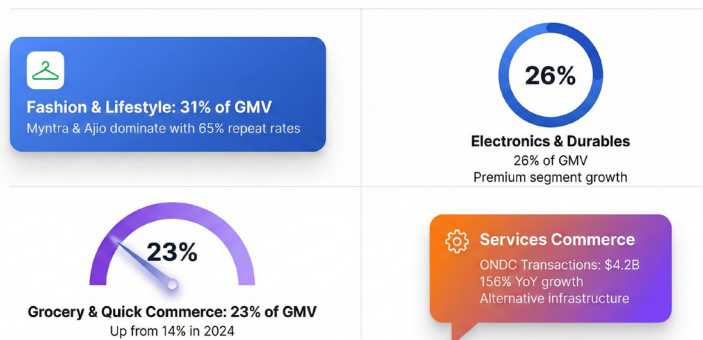 Fashion & Lifestyle: 31% of GMV
Myntra & Ajio dominate with 65% repeat rates
26%
Electronics & Durables
26% of GMV
Premium segment growth
23%
Grocery & Quick Commerce: 23% of GMV
Up from 14% in 2024
Services Commerce
ONDC Transactions: $4.2B
156% YoY growth
Alternative infrastructure